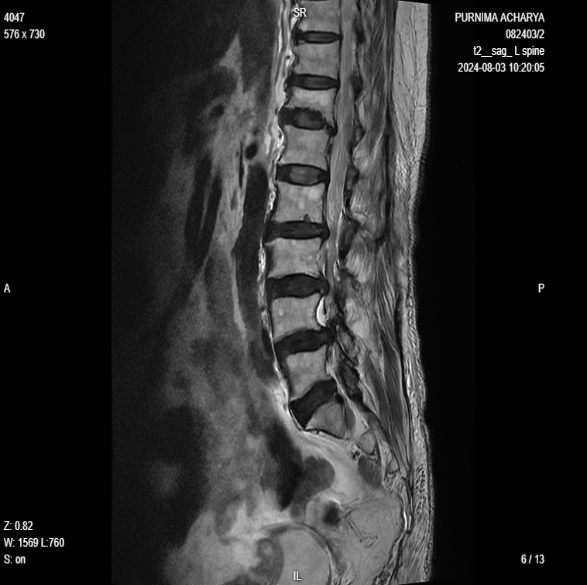 4047
576 x 730
SR
PURNIMA ACHARYA
082403/2
t2__sag_ L spine
2024-08-03 10:20:05
A
P
Z: 0.82
W: 1569 L:760
S: on
IL
6 / 13